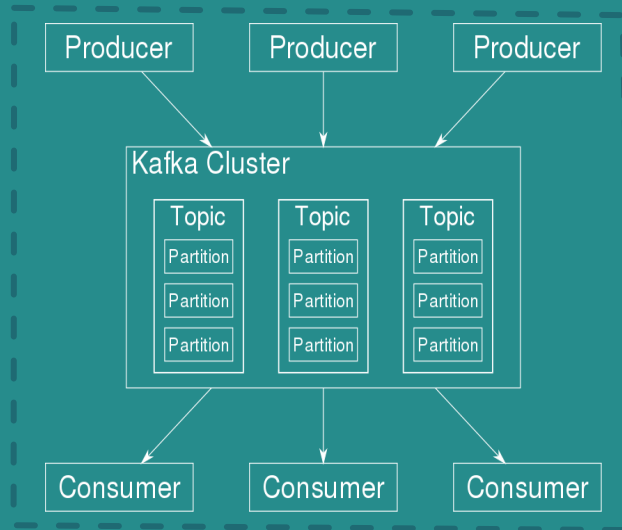 Producer Producer Producer
Kafka Cluster
Topic Topic Topic
Partition Partition Partition
Partition Partition Partition
Partition Partition Partition
Consumer Consumer Consumer